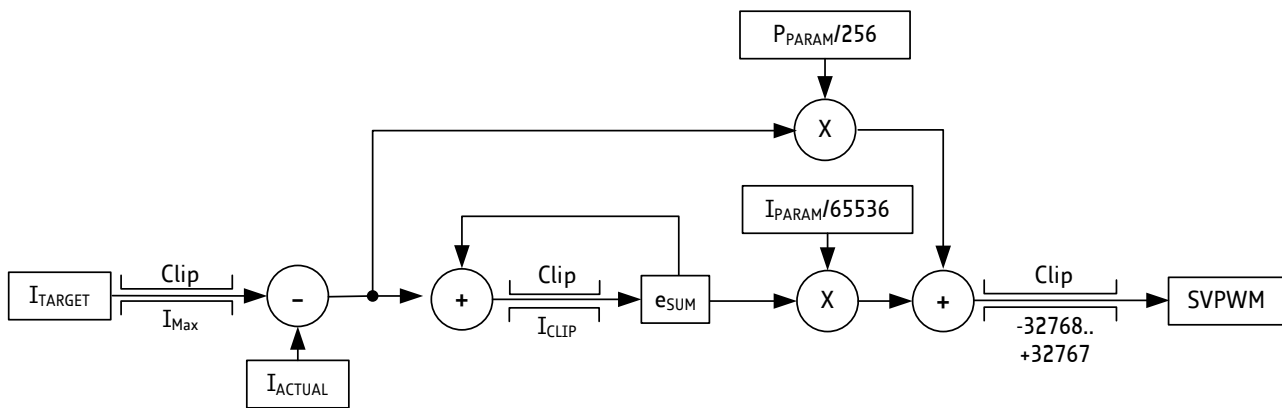 PPARAM/256
X
IPARAM/65536
Clip
Clip
Clip
ITARGET
-
+
eSUM
X
+
SVPWM
IMax
ICLIP
-32768..
+32767
IACTUAL